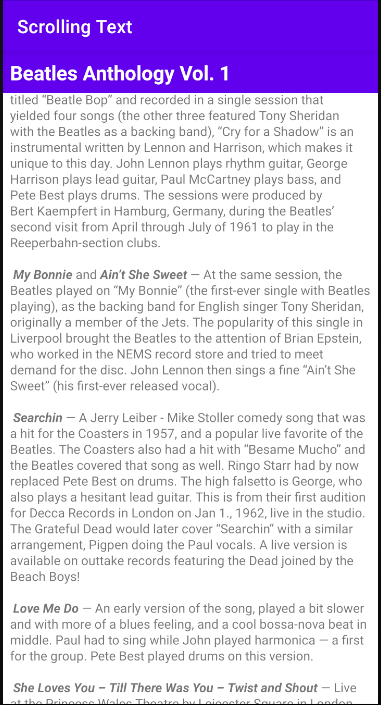 Scrolling Text
Beatles Anthology Vol. 1
titled “Beatle Bop” and recorded in a single session that
yielded four songs (the other three featured Tony Sheridan
with the Beatles as a backing band), “Cry for a Shadow” is an
instrumental written by Lennon and Harrison, which makes it
unique to this day. John Lennon plays rhythm guitar, George
Harrison plays lead guitar, Paul McCartney plays bass, and
Pete Best plays drums. The sessions were produced by
Bert Kaempfert in Hamburg, Germany, during the Beatles’
second visit from April through July of 1961 to play in the
Reeperbahn-section clubs.
My Bonnie and Ain’t She Sweet — At the same session, the
Beatles played on “My Bonnie” (the first-ever single with Beatles
playing), as the backing band for English singer Tony Sheridan,
originally a member of the Jets. The popularity of this single in
Liverpool brought the Beatles to the attention of Brian Epstein,
who worked in the NEMS record store and tried to meet
demand for the disc. John Lennon then sings a fine “Ain’t She
Sweet” (his first-ever released vocal).
Searchin — A Jerry Leiber - Mike Stoller comedy song that was
a hit for the Coasters in 1957, and a popular live favorite of the
Beatles. The Coasters also had a hit with “Besame Mucho” and
the Beatles covered that song as well. Ringo Starr had by now
replaced Pete Best on drums. The high falsetto is George, who
also plays a hesitant lead guitar. This is from their first audition
for Decca Records in London on Jan 1., 1962, live in the studio.
The Grateful Dead would later cover “Searchin” with a similar
arrangement, Pigpen doing the Paul vocals. A live version is
available on outtake records featuring the Dead joined by the
Beach Boys!
Love Me Do — An early version of the song, played a bit slower
and with more of a blues feeling, and a cool bossa-nova beat in
middle. Paul had to sing while John played harmonica — a first
for the group. Pete Best played drums on this version.
She Loves You – Till There Was You – Twist and Shout — Live
at the Princess Wales Theatre by Leicester Square in London